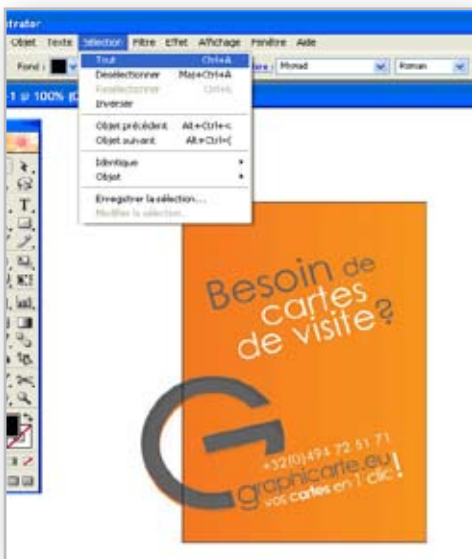 strator
Objet Texte Sélection Filtre Effet Affichage Fenêtre Aide
Fond : Myriad Roman
-1 @ 100%
Tout Ctrl+A
Désélectionner Maj+Ctrl+A
Resélectionner Ctrl+6
Inverser
Objet précédent Alt+Ctrl+<
Objet suivant Alt+Ctrl+(
Identique
Objet
Enregistrer la sélection...
Modifier la sélection...
Besoin de
cartes
de visite?
+32(0)494 72 51 71
Graphicarte.eu
vos cartes en 1 clic!